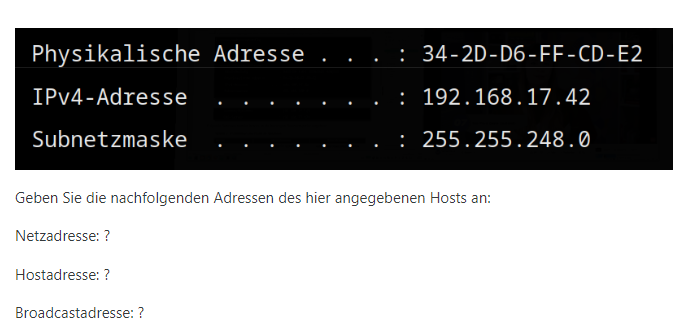 Physikalische Adresse . . . : 34-2D-D6-FF-CD-E2
IPv4-Adresse  . . . . . . . : 192.168.17.42
Subnetzmaske  . . . . . . . : 255.255.248.0
Geben Sie die nachfolgenden Adressen des hier angegebenen Hosts an:
Netzadresse: ?
Hostadresse: ?
Broadcastadresse: ?